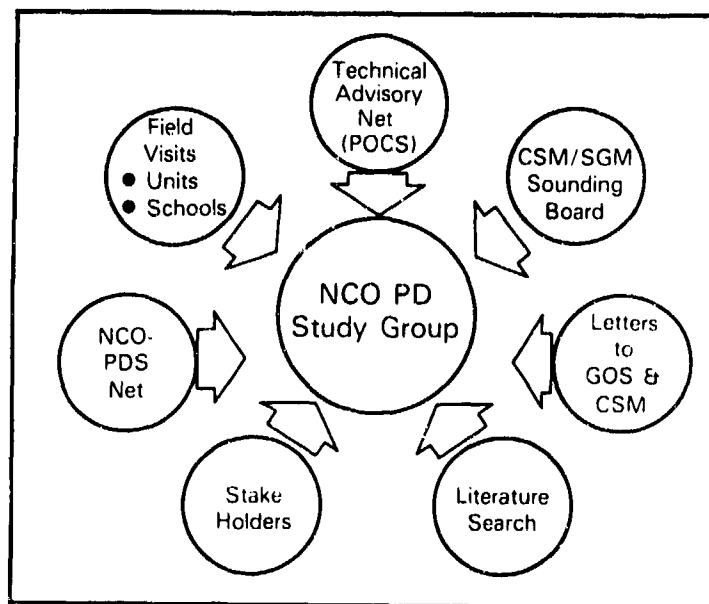 Technical
Advisory
Net
(POCS)
Field
Visits
● Units
● Schools
CSM/SGM
Sounding
Board
NCO PD
Study Group
NCO-
PDS
Net
Letters
to
GOS &
CSM
Stake
Holders
Literature
Search